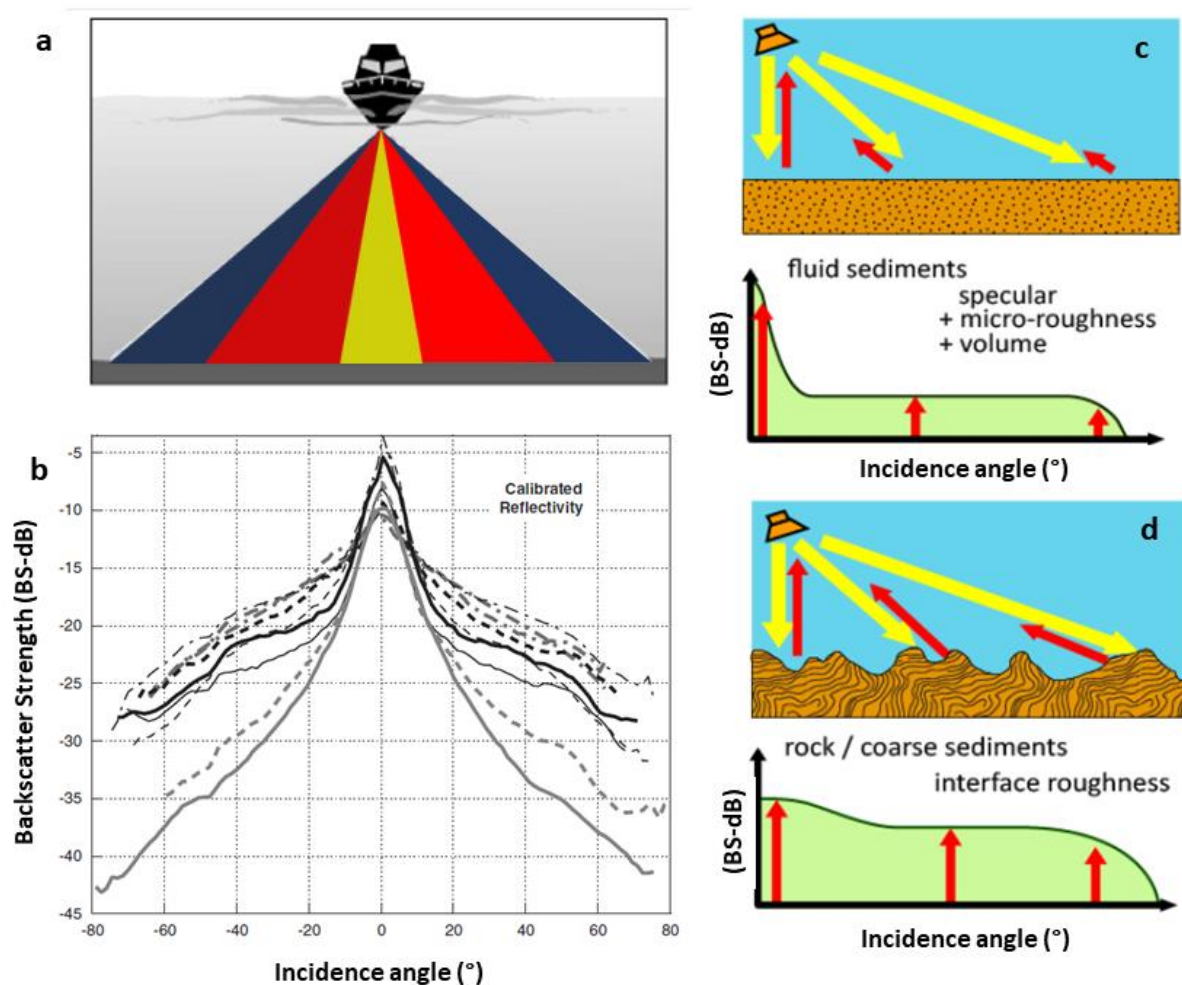 a
b
Calibrated
Reflectivity
Backscatter Strength (BS-dB)
-5
-10
-15
-20
-25
-30
-35
-40
-45
-80
-60
-40
-20
0
20
40
60
80
Incidence angle (°)
c
fluid sediments
specular
+ micro-roughness
+ volume
(BS-dB)
Incidence angle (°)
d
rock / coarse sediments
interface roughness
(BS-dB)
Incidence angle (°)